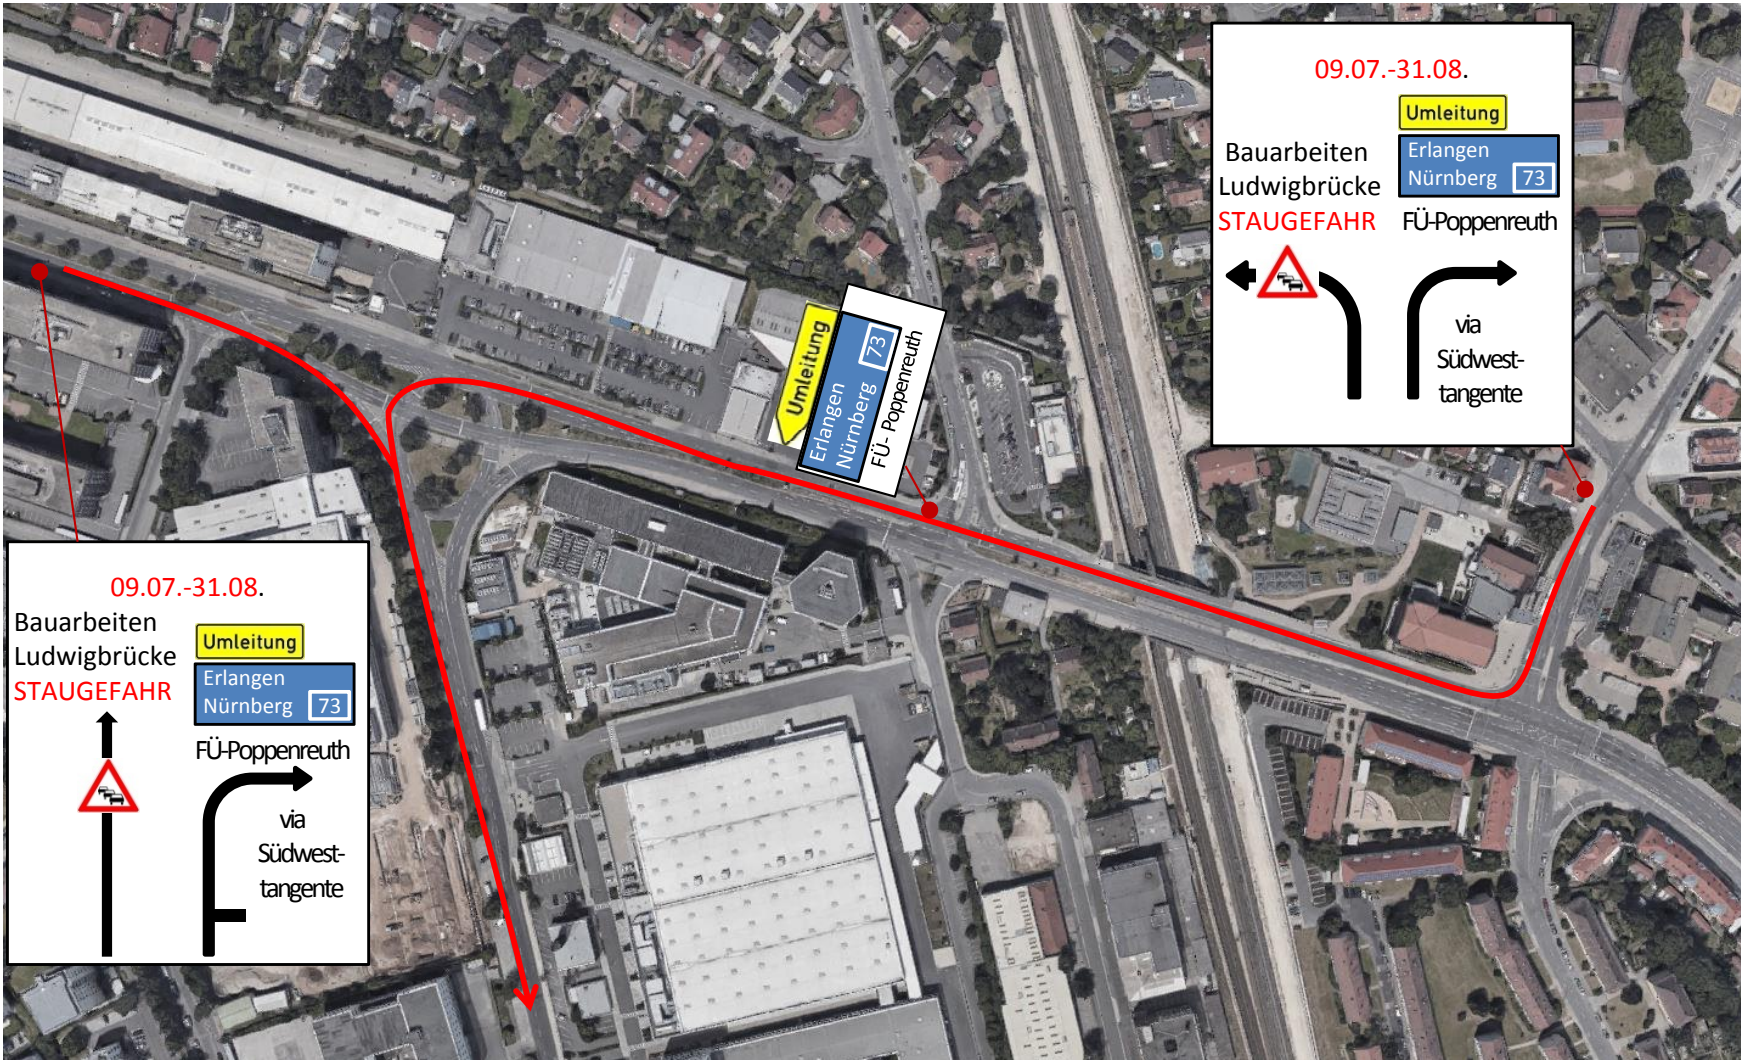 09.07.-31.08.
Umleitung
Bauarbeiten
Ludwigbrücke
STAUGEFAHR
Erlangen
Nürnberg 73
FÜ-Poppenreuth
via
Südwest-
tangente
Umleitung
Erlangen
Nürnberg 73
FÜ- Poppenreuth
09.07.-31.08.
Bauarbeiten
Ludwigbrücke
STAUGEFAHR
Umleitung
Erlangen
Nürnberg 73
FÜ-Poppenreuth
via
Südwest-
tangente